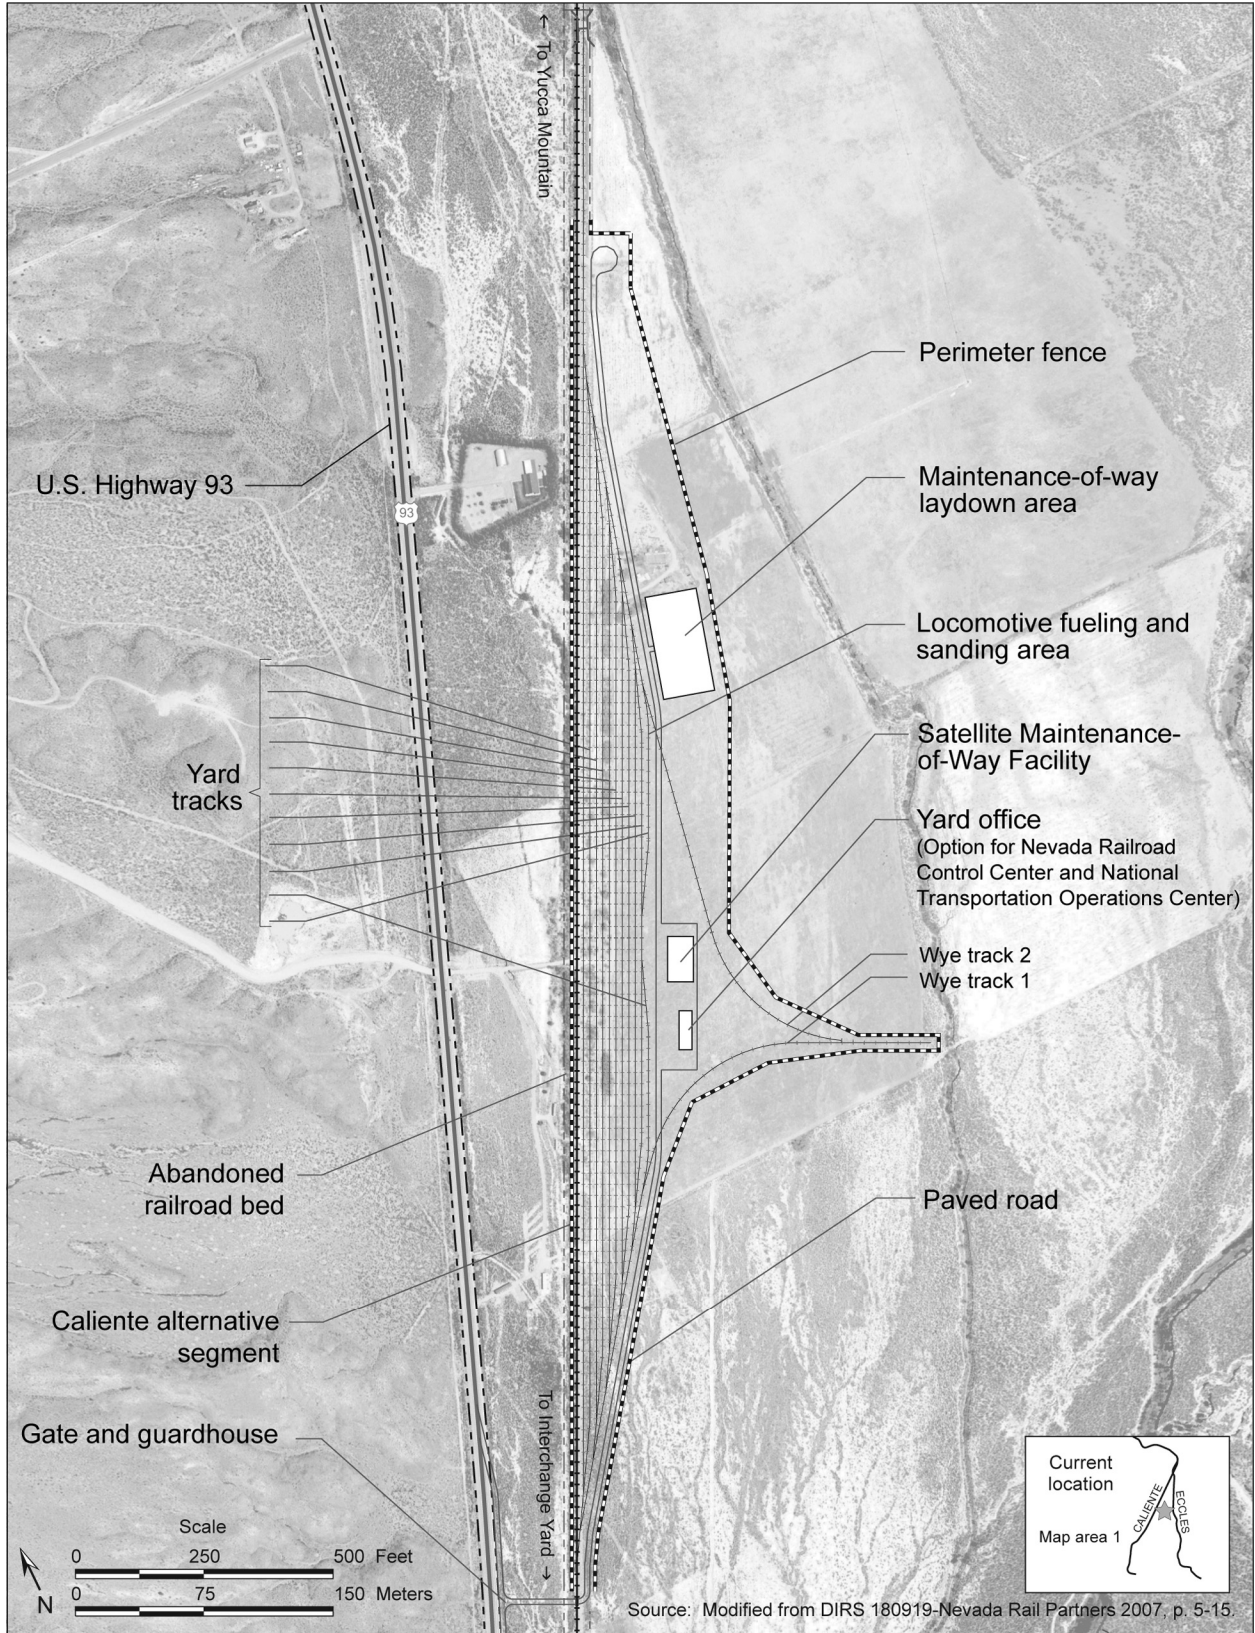 ← To Yucca Mountain
Perimeter fence
Maintenance-of-way
laydown area
U.S. Highway 93
93
Locomotive fueling and
sanding area
Satellite Maintenance-
of-Way Facility
Yard
tracks
Yard office
(Option for Nevada Railroad
Control Center and National
Transportation Operations Center)
Wye track 2
Wye track 1
Abandoned
railroad bed
Paved road
Caliente alternative
segment
Gate and guardhouse
To Interchange Yard →
Current
location
CALIENTE
ECCLES
Map area 1
Scale
0 250 500 Feet
0 75 150 Meters
N
Source: Modified from DIRS 180919-Nevada Rail Partners 2007, p. 5-15.